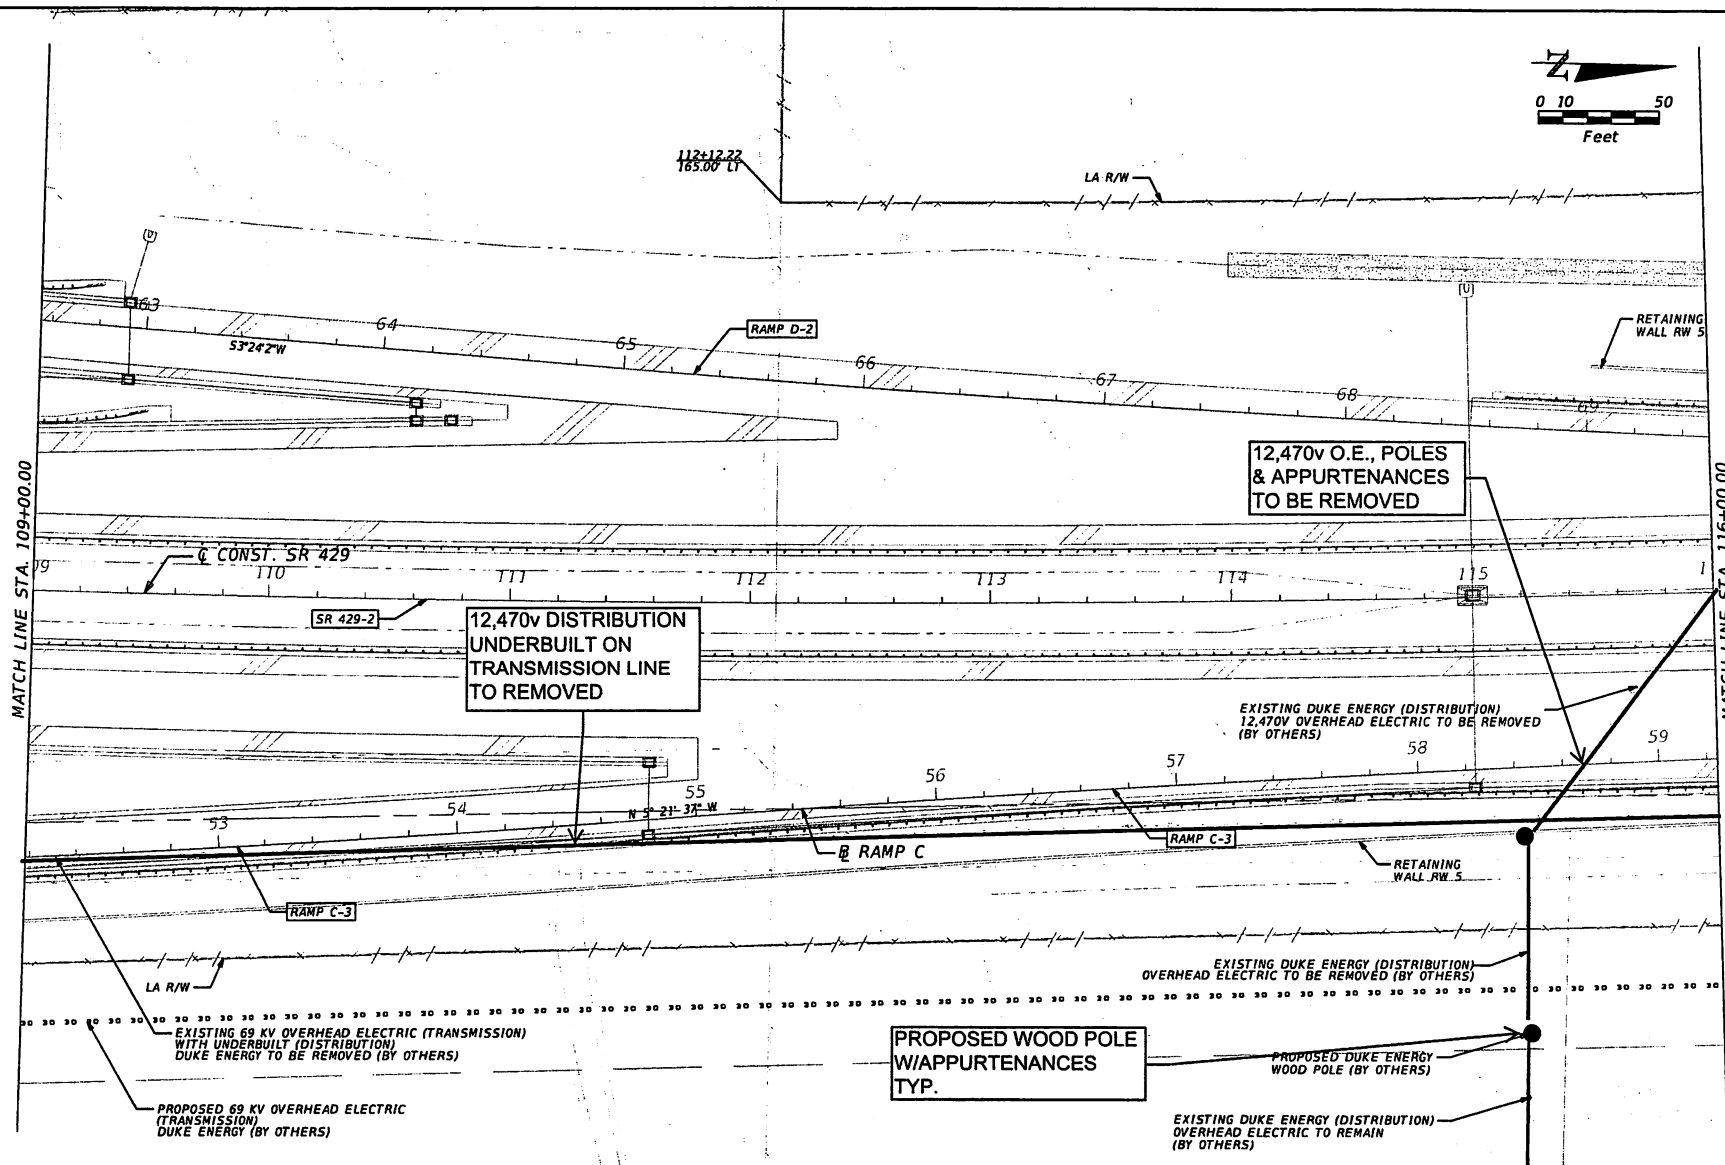 N
0 10 50
Feet
112+12.22
165.00' LT
LA R/W
63
64
65
66
67
68
69
S3°24'2"W
RAMP D-2
RETAINING
WALL RW 5
12,470v O.E., POLES
& APPURTENANCES
TO BE REMOVED
MATCH LINE STA. 109+00.00
MATCH LINE STA. 116+00.00
℄ CONST. SR 429
09
110
111
112
113
114
115
1
SR 429-2
12,470v DISTRIBUTION
UNDERBUILT ON
TRANSMISSION LINE
TO REMOVED
EXISTING DUKE ENERGY (DISTRIBUTION)
12,470V OVERHEAD ELECTRIC TO BE REMOVED
(BY OTHERS)
53
54
55
56
57
58
59
N 5° 21' 37" W
RAMP C
RAMP C-3
RAMP C-3
RETAINING
WALL RW 5
LA R/W
EXISTING DUKE ENERGY (DISTRIBUTION)
OVERHEAD ELECTRIC TO BE REMOVED (BY OTHERS)
EXISTING 69 KV OVERHEAD ELECTRIC (TRANSMISSION)
WITH UNDERBUILT (DISTRIBUTION)
DUKE ENERGY TO BE REMOVED (BY OTHERS)
PROPOSED WOOD POLE
W/APPURTENANCES
TYP.
PROPOSED DUKE ENERGY
WOOD POLE (BY OTHERS)
PROPOSED 69 KV OVERHEAD ELECTRIC
(TRANSMISSION)
DUKE ENERGY (BY OTHERS)
EXISTING DUKE ENERGY (DISTRIBUTION)
OVERHEAD ELECTRIC TO REMAIN
(BY OTHERS)